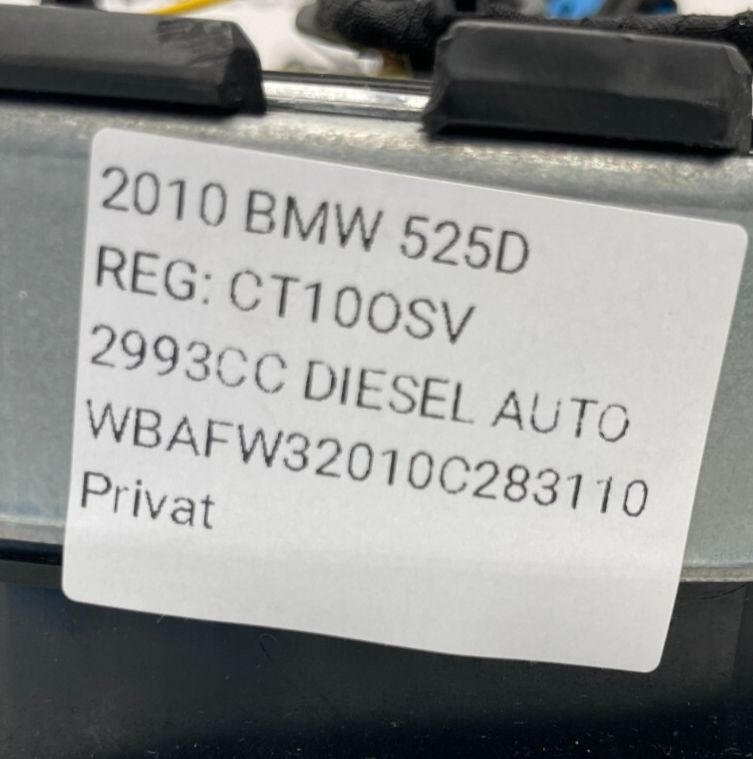 2010 BMW 525D
REG: CT10OSV
2993CC DIESEL AUTO
WBAFW32010C283110
Privat